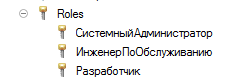 Roles
СистемныйАдминистратор
ИнженерПоОбслуживанию
Разработчик